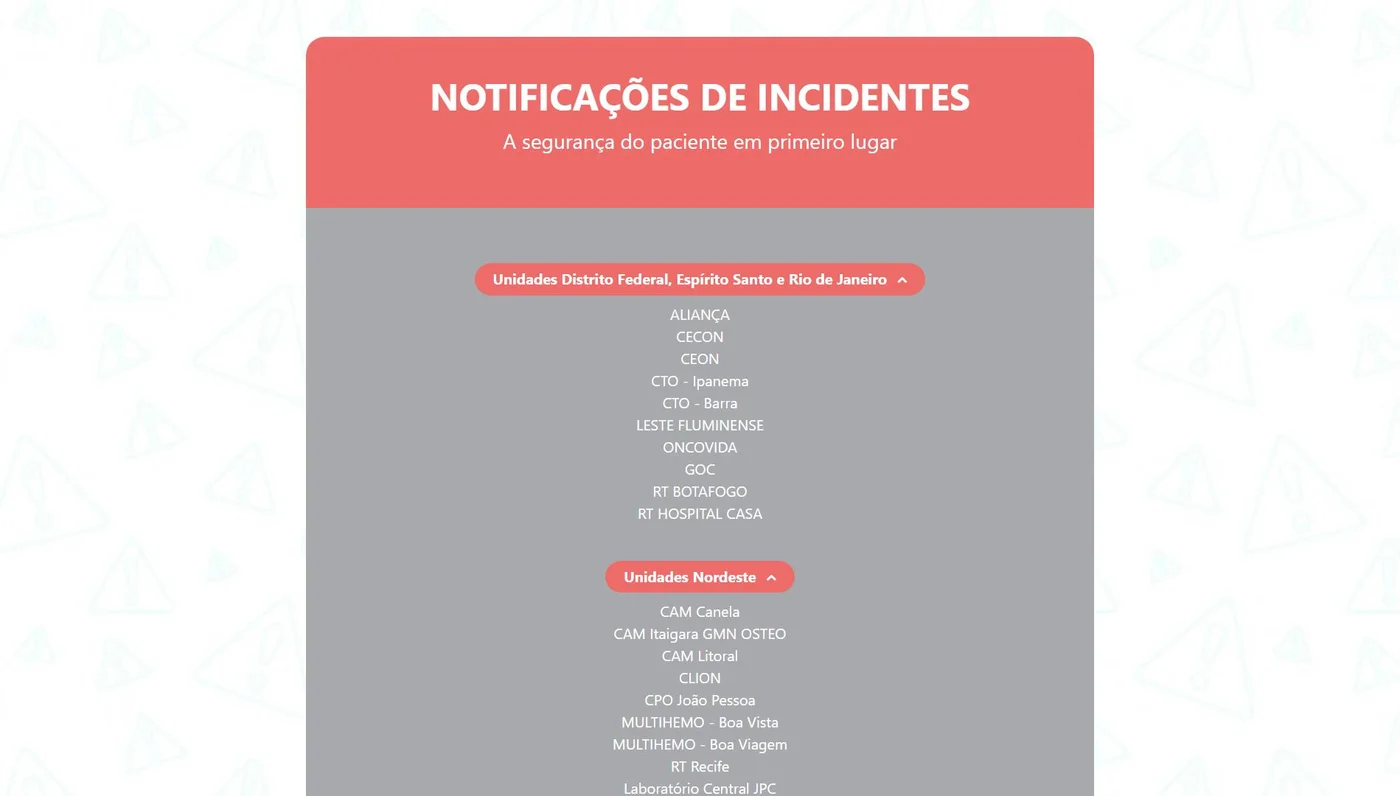 NOTIFICAÇÕES DE INCIDENTES
A segurança do paciente em primeiro lugar
Unidades Distrito Federal, Espírito Santo e Rio de Janeiro
ALIANÇA
CECON
CEON
CTO - Ipanema
CTO - Barra
LESTE FLUMINENSE
ONCOVIDA
GOC
RT BOTAFOGO
RT HOSPITAL CASA
Unidades Nordeste
CAM Canela
CAM Itaigara GMN OSTEO
CAM Litoral
CLION
CPO João Pessoa
MULTIHEMO - Boa Vista
MULTIHEMO - Boa Viagem
RT Recife
Laboratório Central JPC